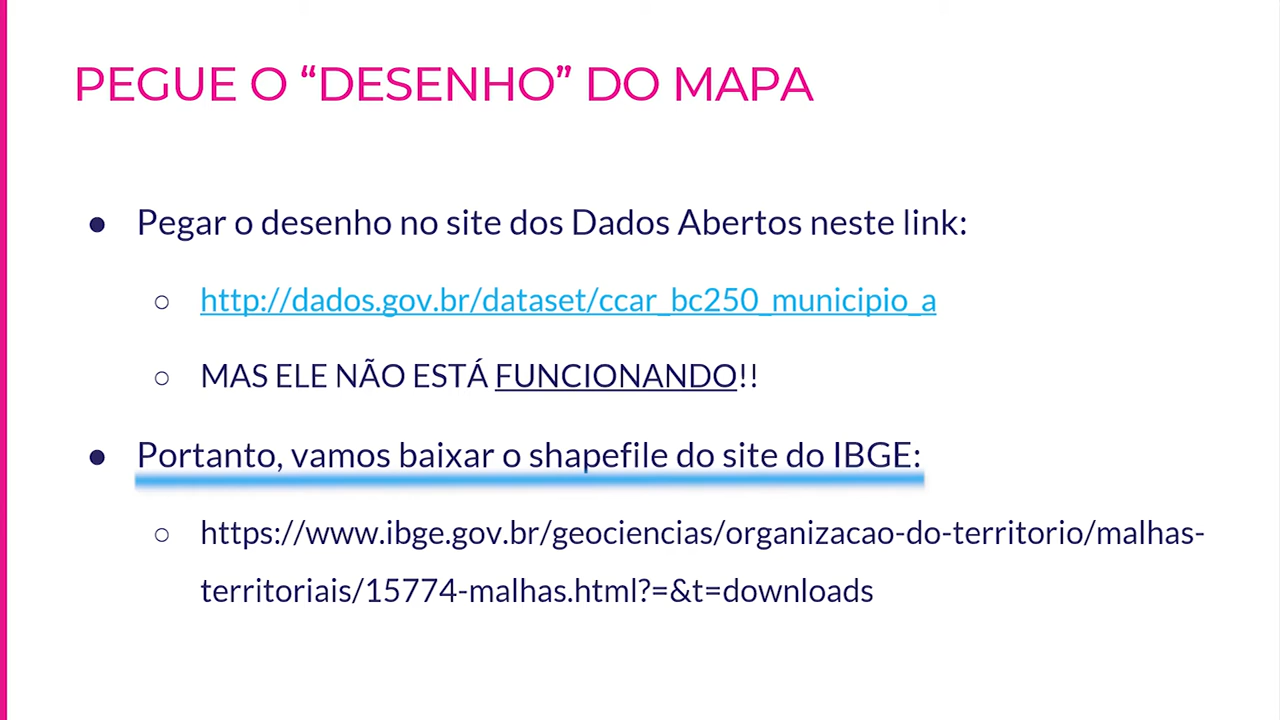 PEGUE O “DESENHO” DO MAPA
● Pegar o desenho no site dos Dados Abertos neste link:
○ http://dados.gov.br/dataset/ccar_bc250_municipio_a
○ MAS ELE NÃO ESTÁ FUNCIONANDO!!
● Portanto, vamos baixar o shapefile do site do IBGE:
○ https://www.ibge.gov.br/geociencias/organizacao-do-territorio/malhas-
territoriais/15774-malhas.html?=&t=downloads